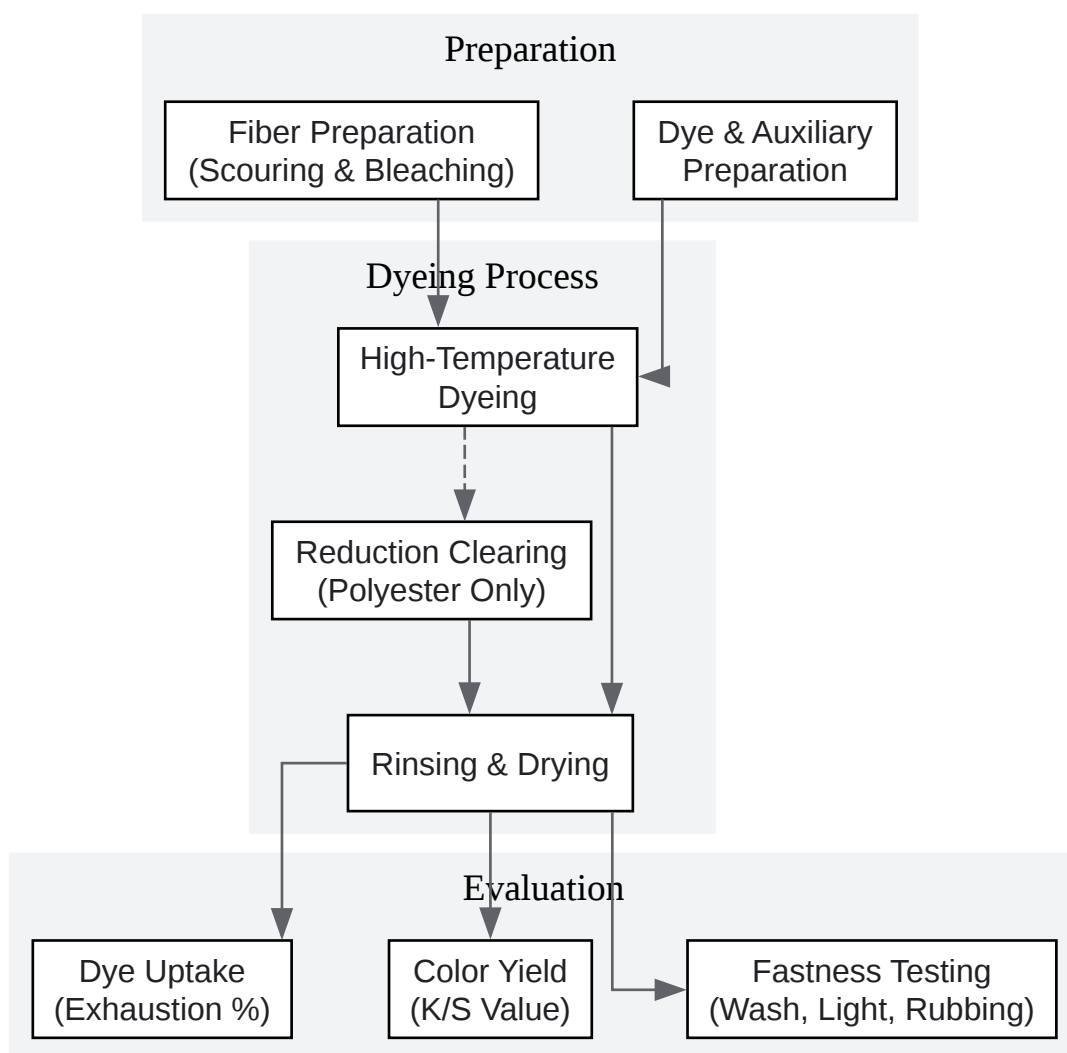 Preparation
Fiber Preparation
(Scouring & Bleaching)
Dye & Auxiliary
Preparation
Dyeing Process
High-Temperature
Dyeing
Reduction Clearing
(Polyester Only)
Rinsing & Drying
Evaluation
Dye Uptake
(Exhaustion %)
Color Yield
(K/S Value)
Fastness Testing
(Wash, Light, Rubbing)